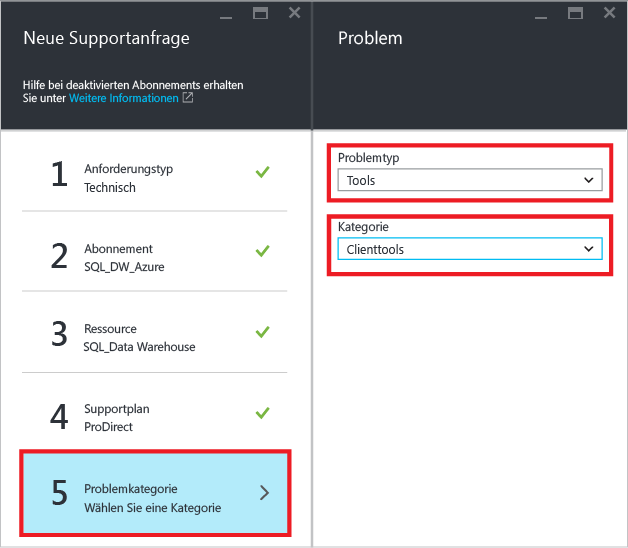 Neue Supportanfrage
Hilfe bei deaktivierten Abonnements erhalten
Sie unter Weitere Informationen
1
Anforderungstyp
Technisch
2
Abonnement
SQL_DW_Azure
3
Ressource
SQL_Data Warehouse
4
Supportplan
ProDirect
5
Problemkategorie
Wählen Sie eine Kategorie
Problem
Problemtyp
Tools
Kategorie
Clienttools